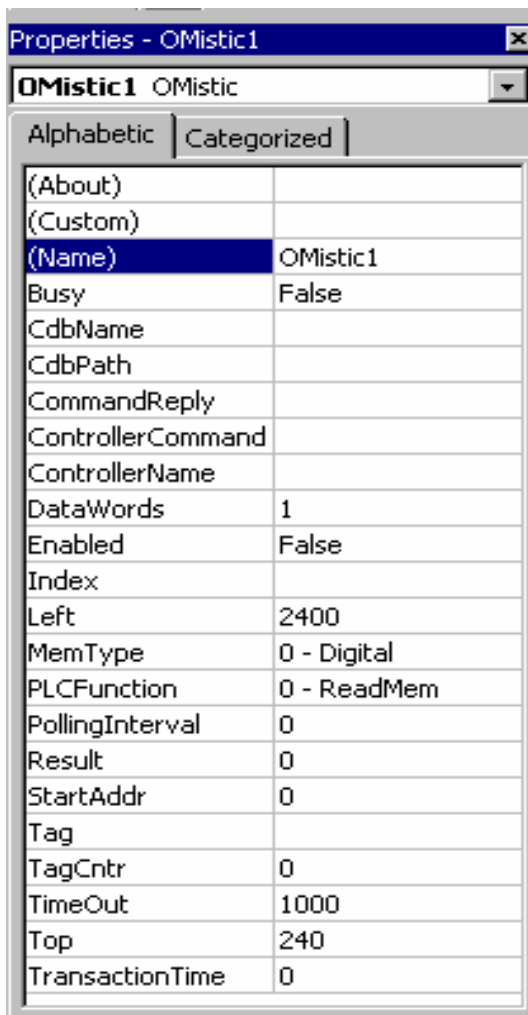 Properties - OMistic1
OMistic1 OMistic
Alphabetic Categorized
(About)
(Custom)
(Name) OMistic1
Busy False
CdbName
CdbPath
CommandReply
ControllerCommand
ControllerName
DataWords 1
Enabled False
Index
Left 2400
MemType 0 - Digital
PLCFunction 0 - ReadMem
PollingInterval 0
Result 0
StartAddr 0
Tag
TagCntr 0
TimeOut 1000
Top 240
TransactionTime 0